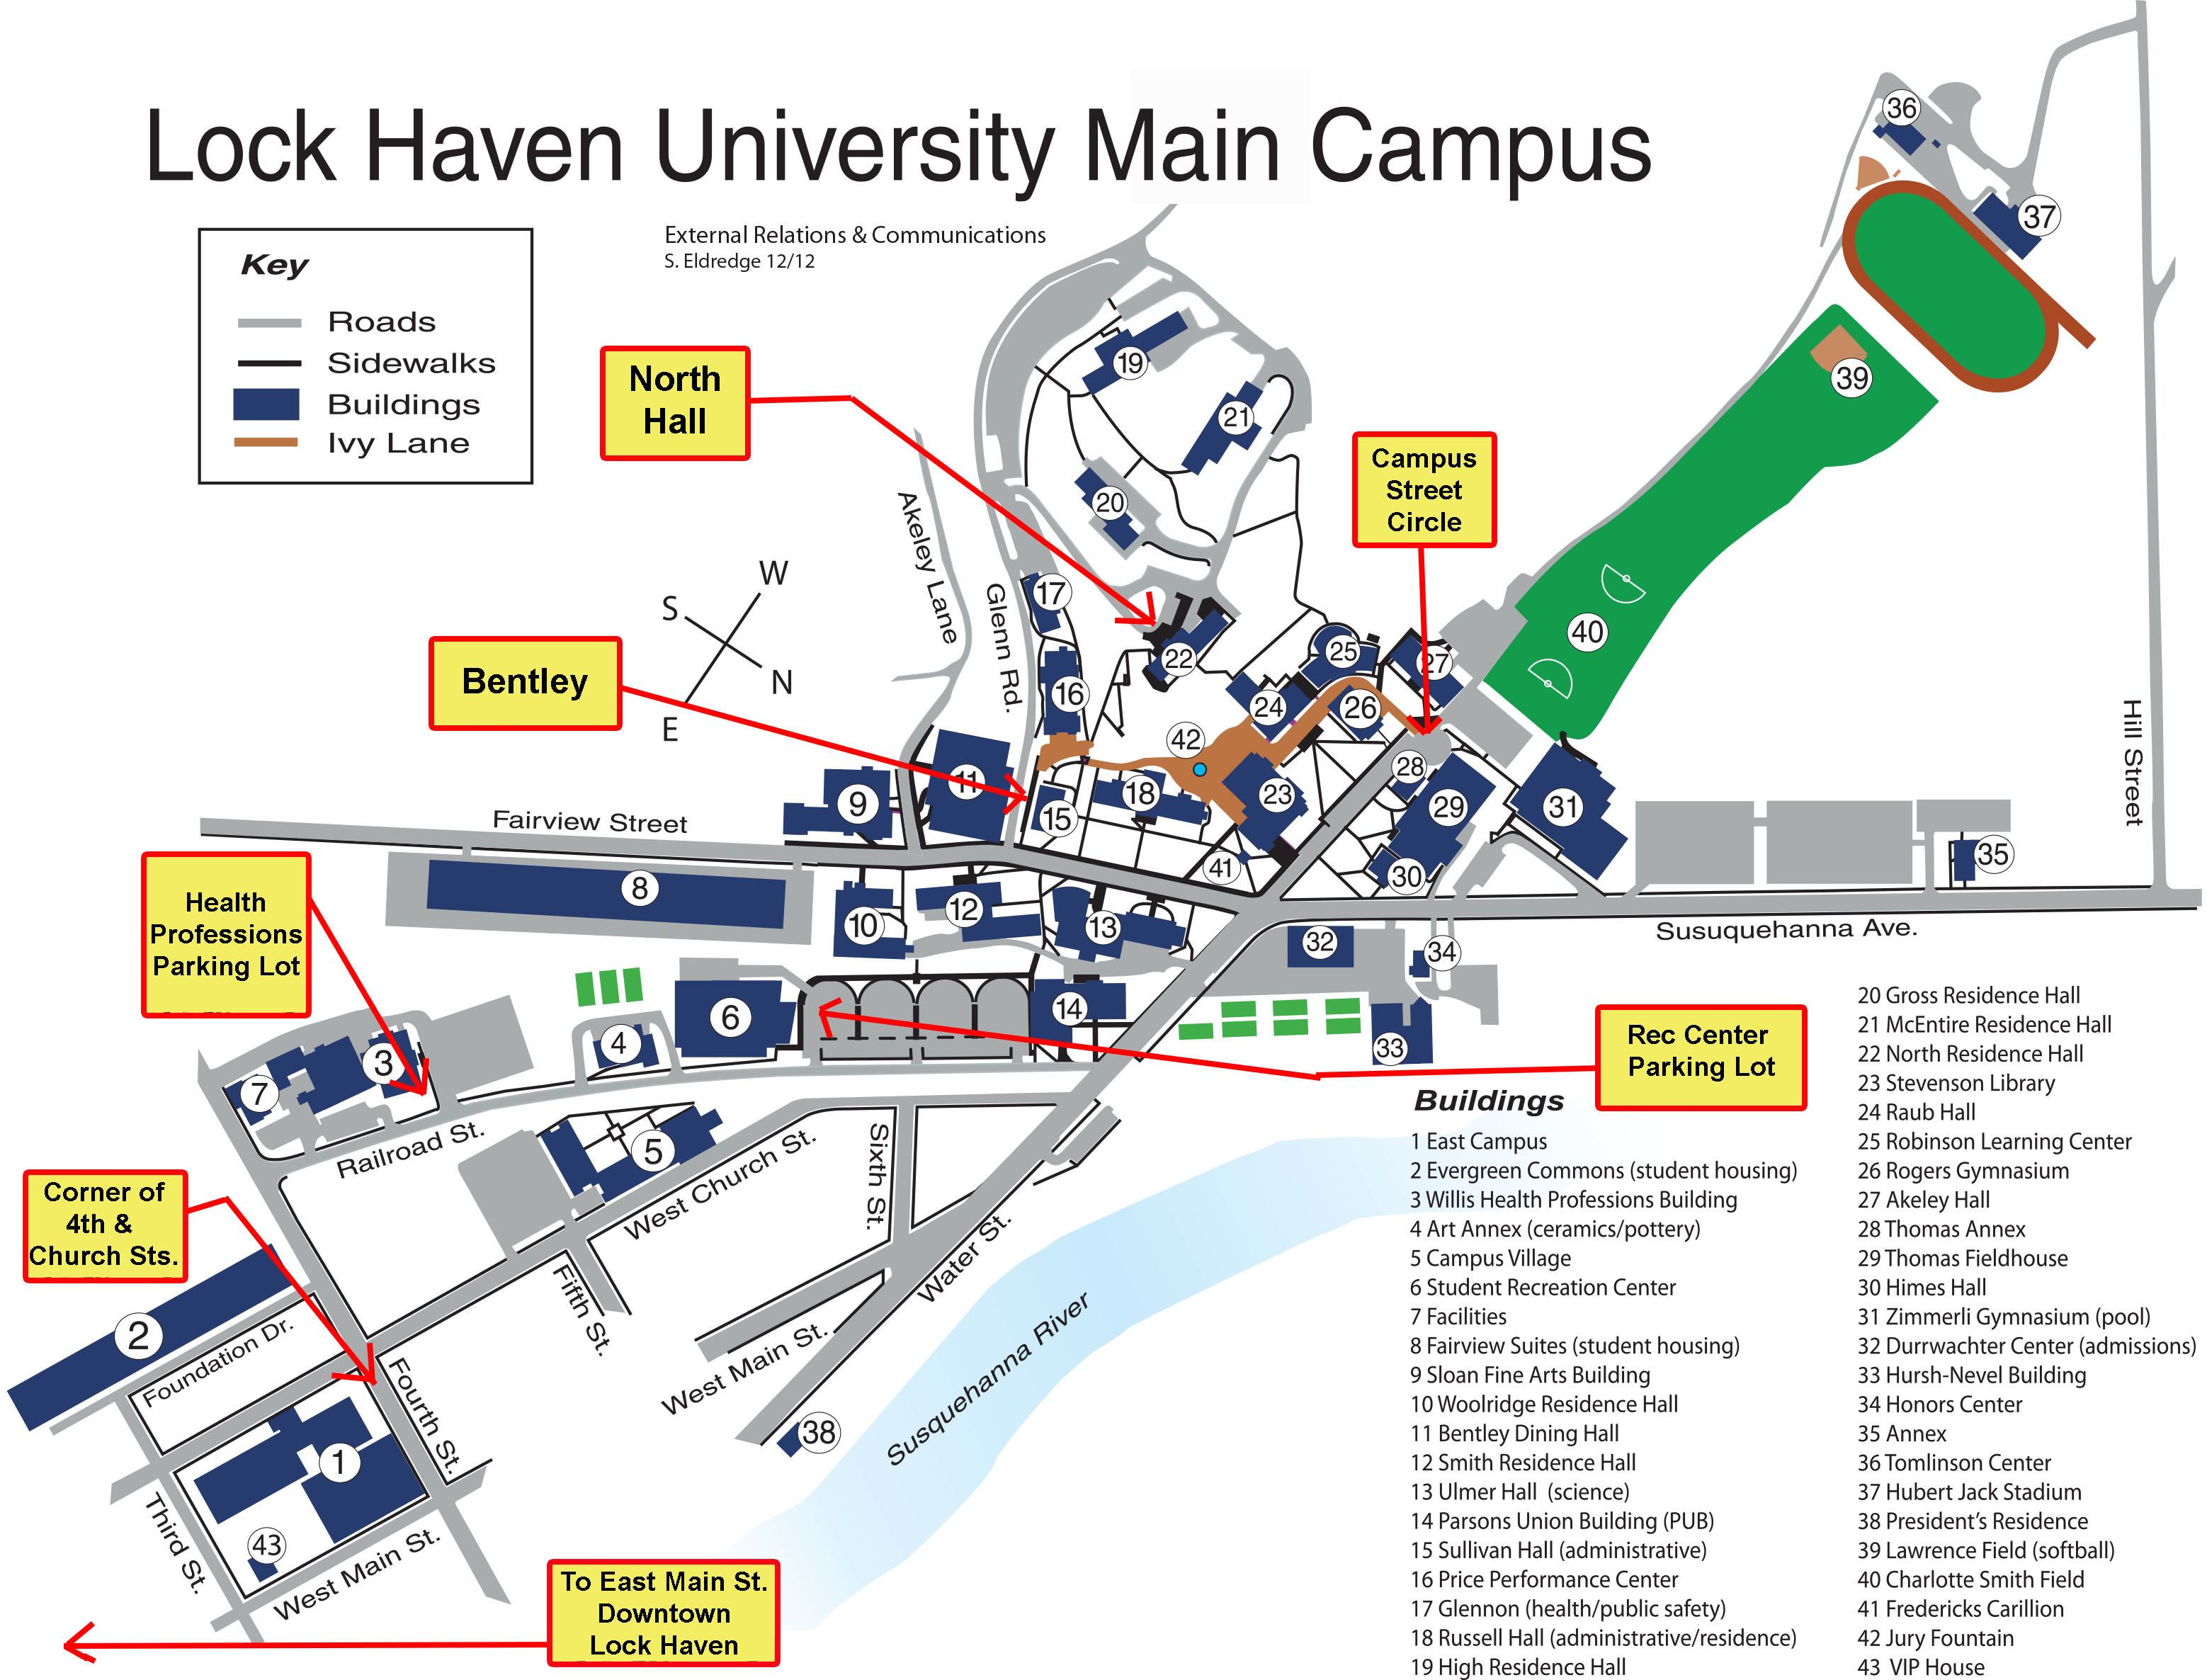 Lock Haven University Main Campus
External Relations & Communications
S. Eldredge 12/12
Key
Roads
Sidewalks
Buildings
Ivy Lane
North
Hall
Campus
Street
Circle
Bentley
Health
Professions
Parking Lot
Corner of
4th &
Church Sts.
Rec Center
Parking Lot
To East Main St.
Downtown
Lock Haven
W
S
N
E
Akeley Lane
Glenn Rd.
Fairview Street
Hill Street
Susuquehanna Ave.
Railroad St.
West Church St.
Sixth St.
Fifth St.
Water St.
West Main St.
Susquehanna River
Foundation Dr.
Fourth St.
Third St.
West Main St.
36
37
39
19
21
20
17
40
22
25
27
16
24
26
42
11
18
28
9
15
23
29
31
41
35
8
30
10
12
13
32
34
6
14
4
33
3
7
5
2
38
1
43
Buildings
1 East Campus
2 Evergreen Commons (student housing)
3 Willis Health Professions Building
4 Art Annex (ceramics/pottery)
5 Campus Village
6 Student Recreation Center
7 Facilities
8 Fairview Suites (student housing)
9 Sloan Fine Arts Building
10 Woolridge Residence Hall
11 Bentley Dining Hall
12 Smith Residence Hall
13 Ulmer Hall (science)
14 Parsons Union Building (PUB)
15 Sullivan Hall (administrative)
16 Price Performance Center
17 Glennon (health/public safety)
18 Russell Hall (administrative/residence)
19 High Residence Hall
20 Gross Residence Hall
21 McEntire Residence Hall
22 North Residence Hall
23 Stevenson Library
24 Raub Hall
25 Robinson Learning Center
26 Rogers Gymnasium
27 Akeley Hall
28 Thomas Annex
29 Thomas Fieldhouse
30 Himes Hall
31 Zimmerli Gymnasium (pool)
32 Durrwachter Center (admissions)
33 Hursh-Nevel Building
34 Honors Center
35 Annex
36 Tomlinson Center
37 Hubert Jack Stadium
38 President's Residence
39 Lawrence Field (softball)
40 Charlotte Smith Field
41 Fredericks Carillion
42 Jury Fountain
43 VIP House